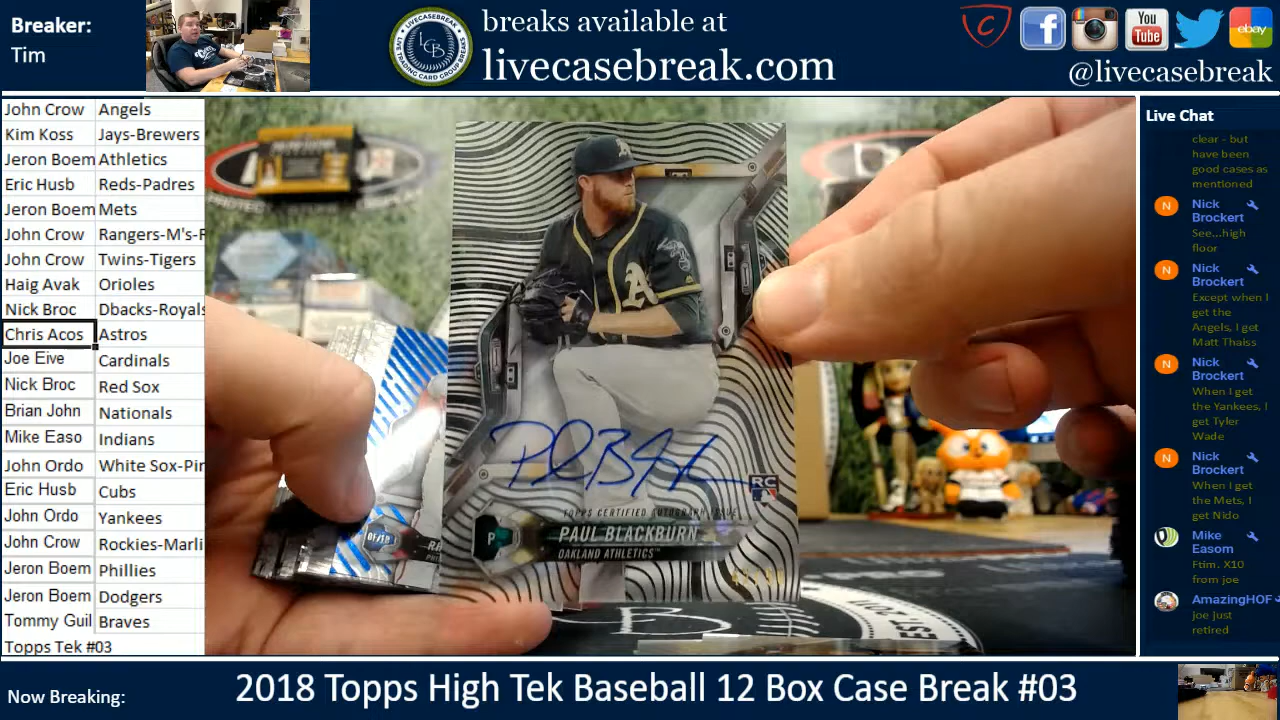 Breaker:
Tim
breaks available at
livecasebreak.com
You
Tube
ebay
@livecasebreak
LCB
John Crow Angels
Kim Koss Jays-Brewers
Jeron Boem Athletics
Eric Husb Reds-Padres
Jeron Boem Mets
John Crow Rangers-M's-R
John Crow Twins-Tigers
Haig Avak Orioles
Nick Broc Dbacks-Royals
Chris Acos Astros
Joe Eive Cardinals
Nick Broc Red Sox
Brian John Nationals
Mike Easo Indians
John Ordo White Sox-Pir
Eric Husb Cubs
John Ordo Yankees
John Crow Rockies-Marli
Jeron Boem Phillies
Jeron Boem Dodgers
Tommy Guil Braves
Topps Tek #03
A
A
RC
TOPPS CERTIFIED AUTOGRAPH ISSUE
P
PAUL BLACKBURN
OAKLAND ATHLETICS™
Live Chat
clear - but
have been
good cases as
mentioned
N
Nick
Brockert
See...high
floor
N
Nick
Brockert
Except when I
get the
Angels, I get
Matt Thaiss
N
Nick
Brockert
When I get
the Yankees, I
get Tyler
Wade
N
Nick
Brockert
When I get
the Mets, I
get Nido
Mike
Easom
Ftim. X10
from joe
AmazingHOF
joe just
retired
Now Breaking:
2018 Topps High Tek Baseball 12 Box Case Break #03